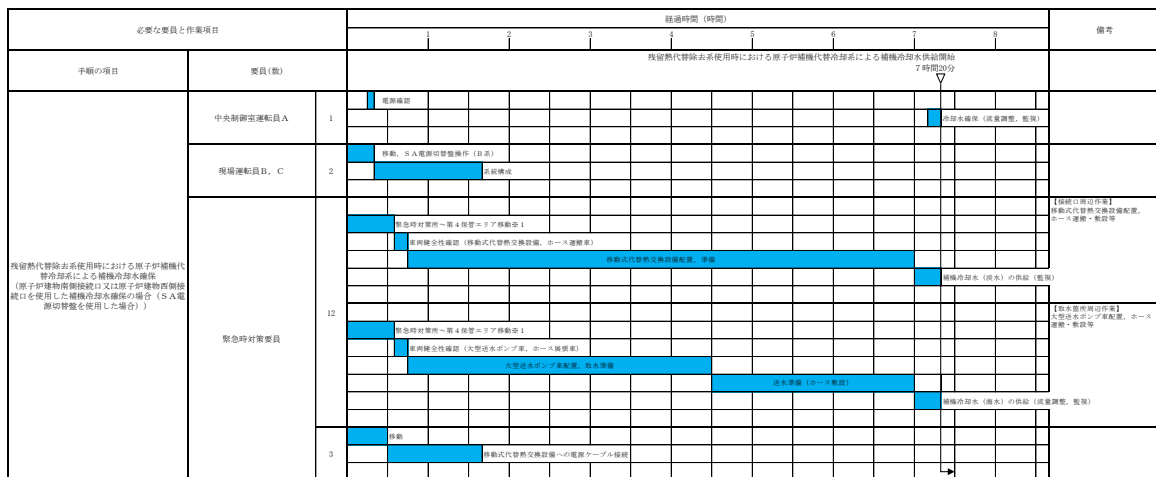 必要な要員と作業項目
経過時間（時間）
備考
1 2 3 4 5 6 7 8
手順の項目
要員(数)
残留熱代替除去系使用時における原子炉補機代替冷却系による補機冷却水供給開始
7時間20分
残留熱代替除去系使用時における原子炉補機代
替冷却系による補機冷却水確保
（原子炉建物南側接続口又は原子炉建物西側接
続口を使用した補機冷却水確保の場合（ＳＡ電
源切替盤を使用した場合））
中央制御室運転員Ａ
1
電源確認
冷却水確保（流量調整，監視）
現場運転員Ｂ，Ｃ
2
移動，ＳＡ電源切替盤操作（Ｂ系）
系統構成
緊急時対策要員
12
緊急時対策所～第４保管エリア移動※１
車両健全性確認（移動式代替熱交換設備，ホース運搬車）
移動式代替熱交換設備配置，準備
補機冷却水（淡水）の供給（監視）
【接続口周辺作業】
移動式代替熱交換設備配置，
ホース運搬・敷設等
緊急時対策所～第４保管エリア移動※１
車両健全性確認（大型送水ポンプ車，ホース展張車）
大型送水ポンプ車配置，取水準備
送水準備（ホース敷設）
補機冷却水（海水）の供給（流量調整，監視）
【取水箇所周辺作業】
大型送水ポンプ車配置，ホース
運搬・敷設等
3
移動
移動式代替熱交換設備への電源ケーブル接続